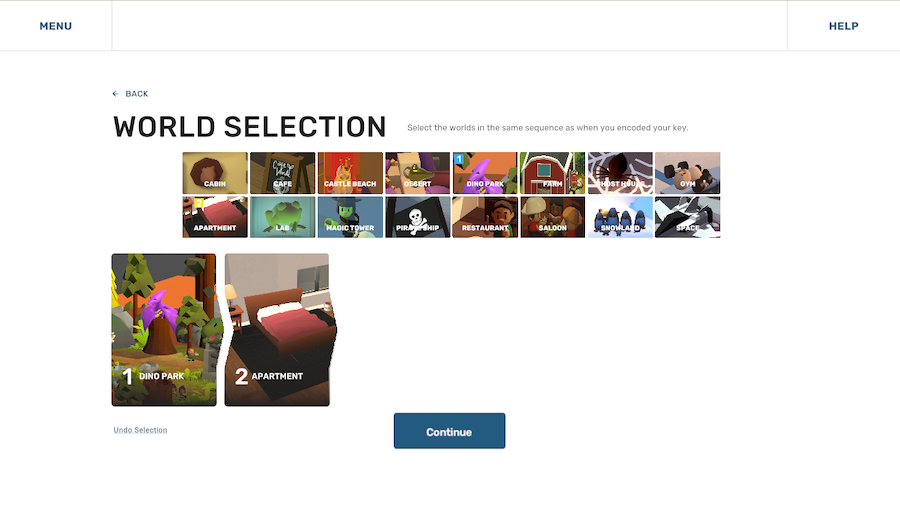 MENU
HELP
← BACK
WORLD SELECTION
Select the worlds in the same sequence as when you encoded your key.
CABIN
CAFE
CASTLE BEACH
DESERT
1
DINO PARK
FARM
GHOST HOUSE
GYM
2
APARTMENT
LAB
MAGIC TOWER
PIRATE SHIP
RESTAURANT
SALOON
SNOWLAND
SPACE
1 DINO PARK
2 APARTMENT
Undo Selection
Continue